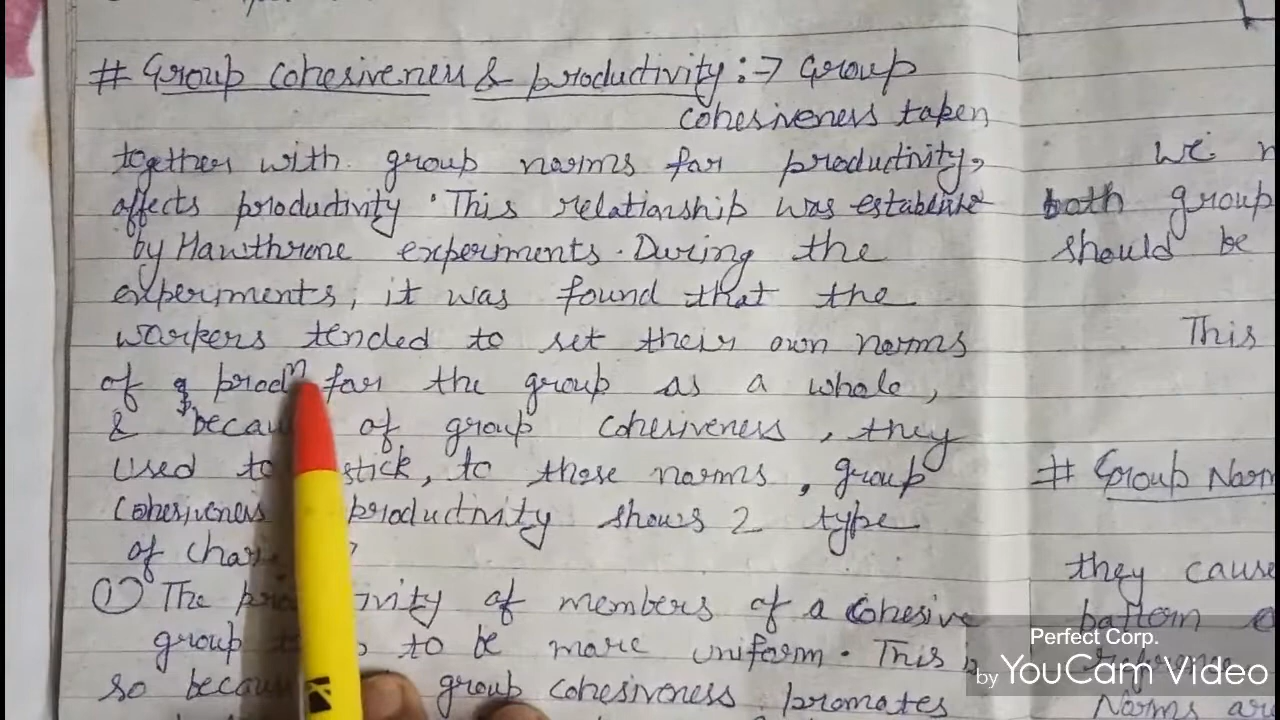 # Group cohesiveness & productivity :→ Group
cohesiveness taken
together with group norms for productivity,
affects productivity. This relationship was
by Hawthrone experiments. During the
experiments, it was found that the
workers tended to set their own norms
of prodn for the group as a whole,
& of group cohesiveness, they
used to stick, to these norms, group
cohesiveness productivity shows 2 type
of
① The of members of a cohesive
group to be more uniform. This
so group cohesiveness promotes
We
both group
should be
This
# Group
they cause
Norms
Perfect Corp.
by YouCam Video